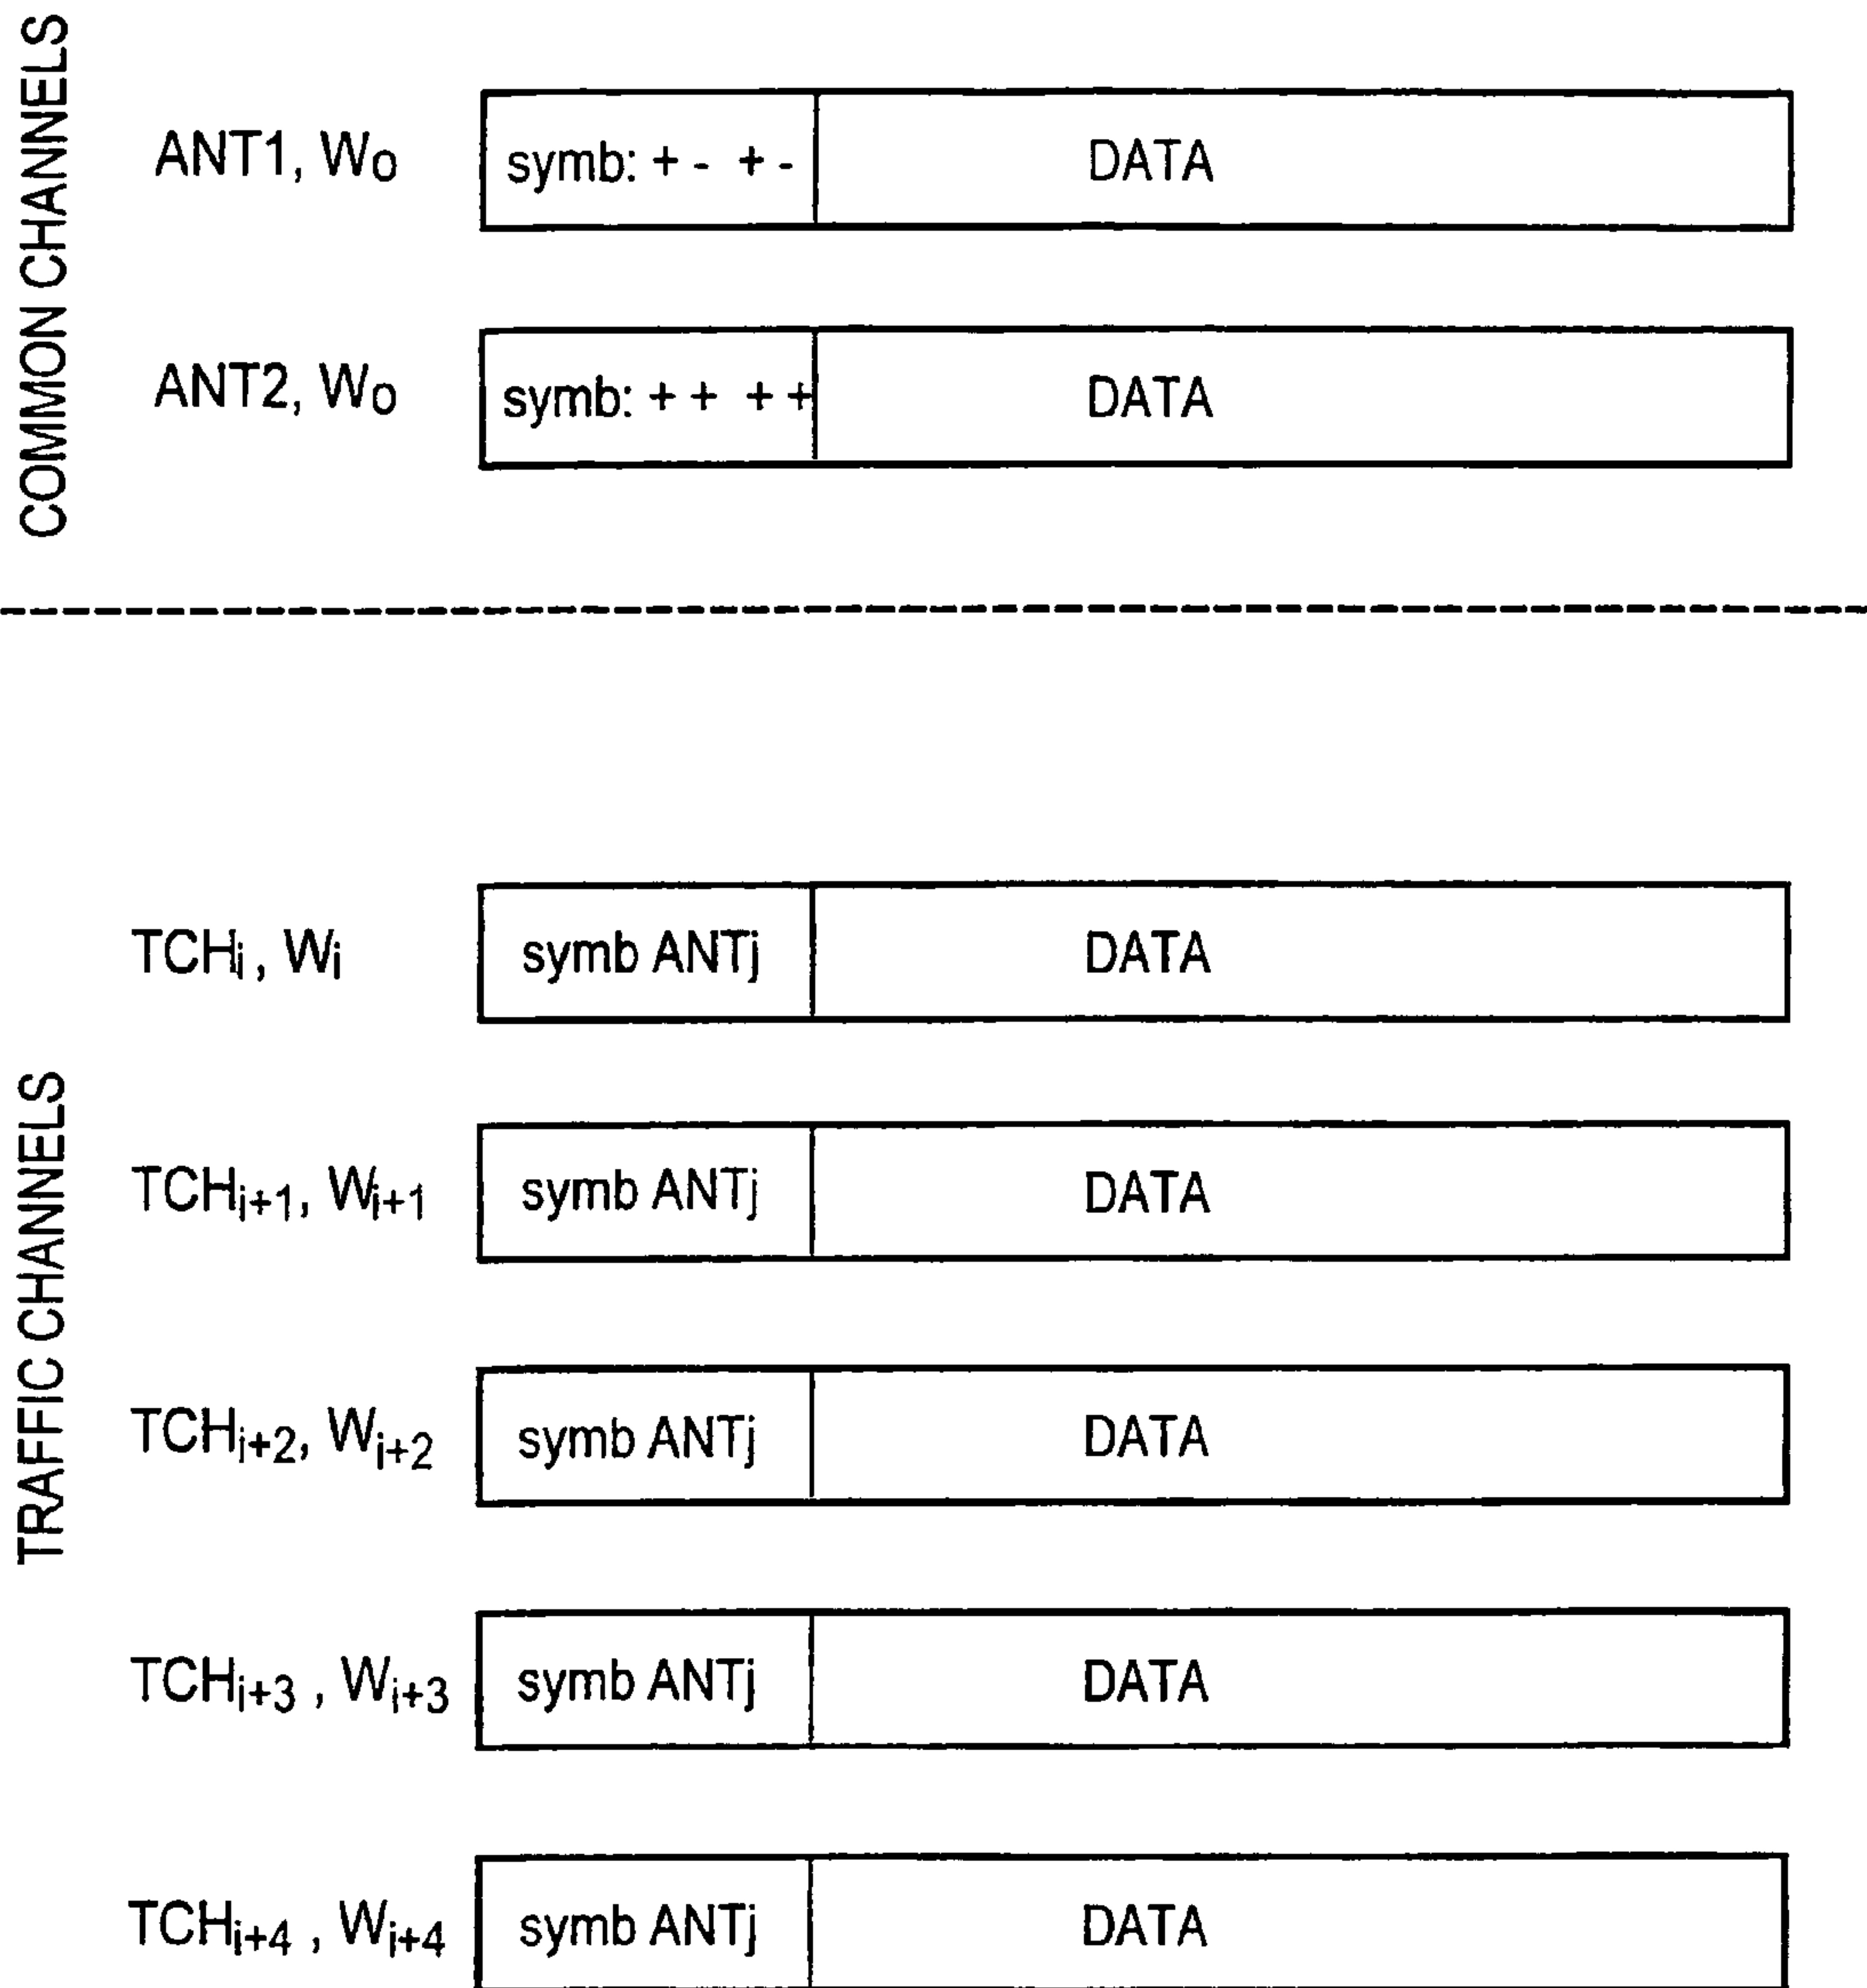 COMMON CHANNELS
ANT1, W0 symb: + - + - DATA
ANT2, W0 symb: + + + + DATA
TRAFFIC CHANNELS
TCHi, Wi symb ANTj DATA
TCHi+1, Wi+1 symb ANTj DATA
TCHi+2, Wi+2 symb ANTj DATA
TCHi+3, Wi+3 symb ANTj DATA
TCHi+4, Wi+4 symb ANTj DATA